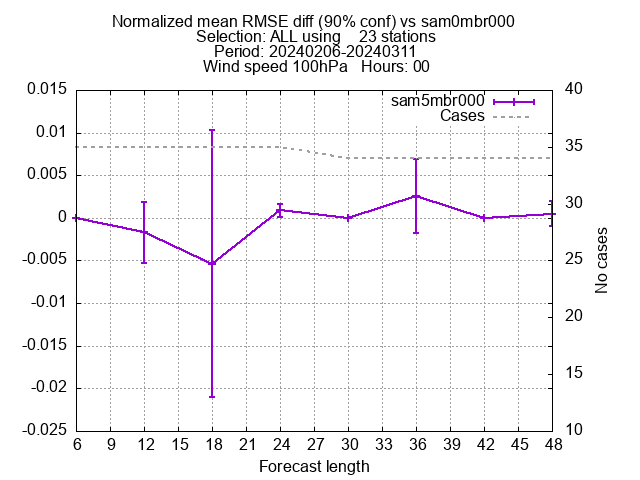 Normalized mean RMSE diff (90% conf) vs sam0mbr000
Selection: ALL using    23 stations
Period: 20240206-20240311
Wind speed 100hPa   Hours: 00
sam5mbr000
Cases
0.015
0.01
0.005
0
-0.005
-0.01
-0.015
-0.02
-0.025
40
35
30
25
20
15
10
No cases
6 9 12 15 18 21 24 27 30 33 36 39 42 45 48
Forecast length